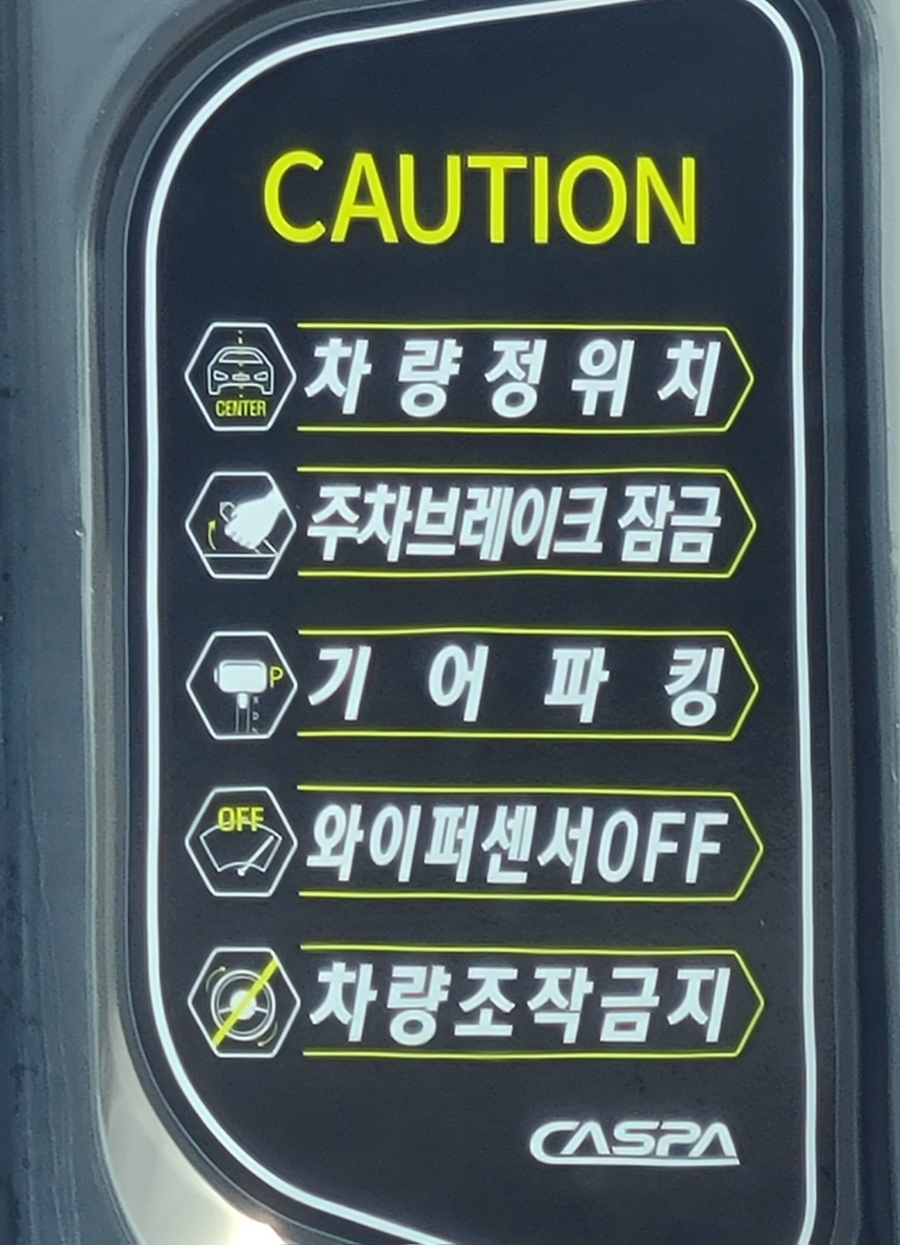 CAUTION
CENTER
차량정위치
주차브레이크 잠금
P
기어파킹
OFF
와이퍼센서OFF
차량조작금지
CASPA